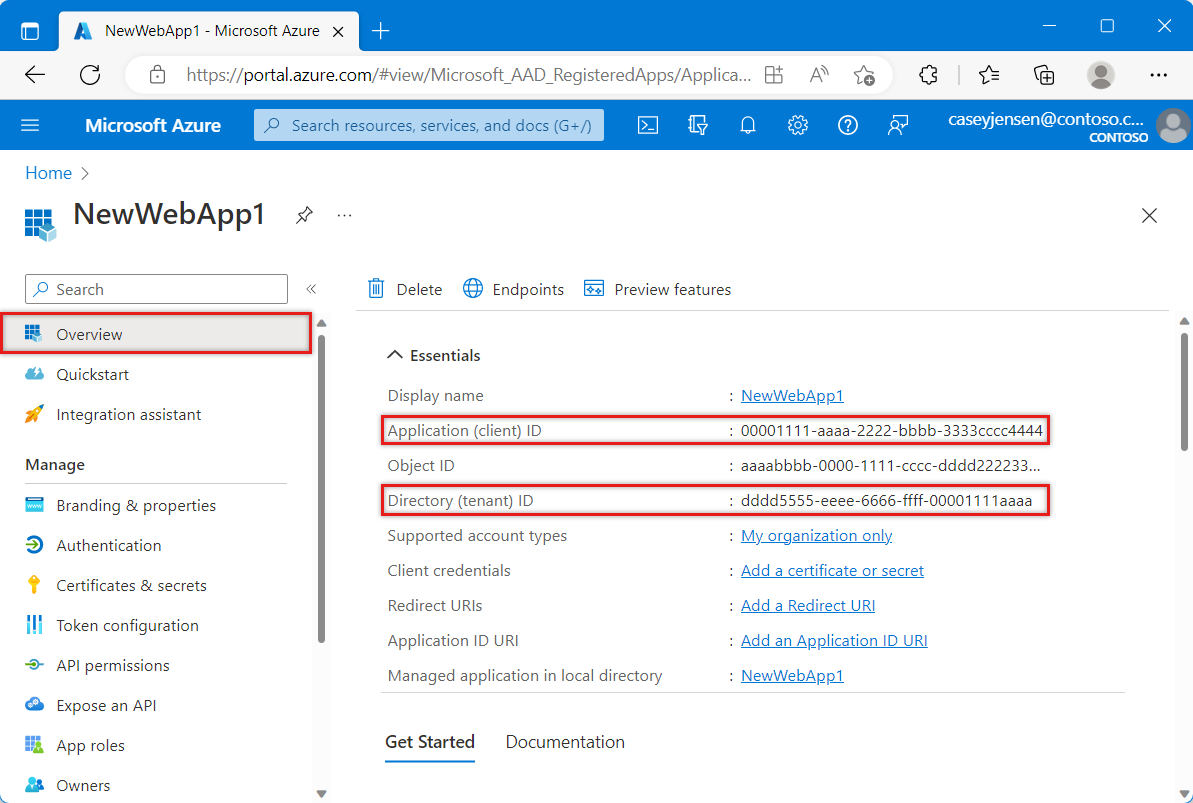 NewWebApp1 - Microsoft Azure
https://portal.azure.com/#view/Microsoft_AAD_RegisteredApps/Applica...
Microsoft Azure
Search resources, services, and docs (G+/)
caseyjensen@contoso.c...
CONTOSO
Home
NewWebApp1
Search
Delete Endpoints Preview features
Overview
Quickstart
Integration assistant
Manage
Branding & properties
Authentication
Certificates & secrets
Token configuration
API permissions
Expose an API
App roles
Owners
Essentials
Display name : NewWebApp1
Application (client) ID : 00001111-aaaa-2222-bbbb-3333cccc4444
Object ID : aaaabbbb-0000-1111-cccc-dddd222233...
Directory (tenant) ID : dddd5555-eeee-6666-ffff-00001111aaaa
Supported account types : My organization only
Client credentials : Add a certificate or secret
Redirect URIs : Add a Redirect URI
Application ID URI : Add an Application ID URI
Managed application in local directory : NewWebApp1
Get Started Documentation